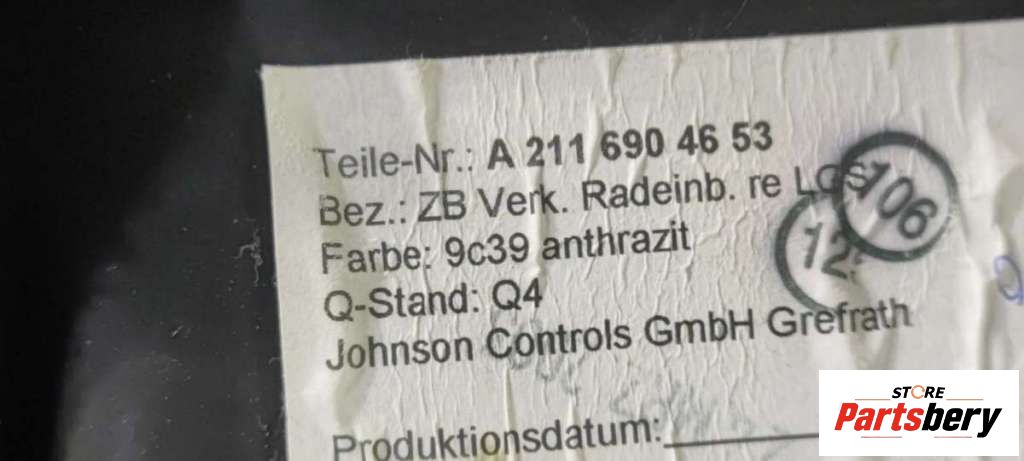 Teile-Nr.: A 211 690 46 53
Bez.: ZB Verk. Radeinb. re LGS
Farbe: 9c39 anthrazit
Q-Stand: Q4
Johnson Controls GmbH Grefrath
Produktionsdatum:
106
STORE
Partsbery